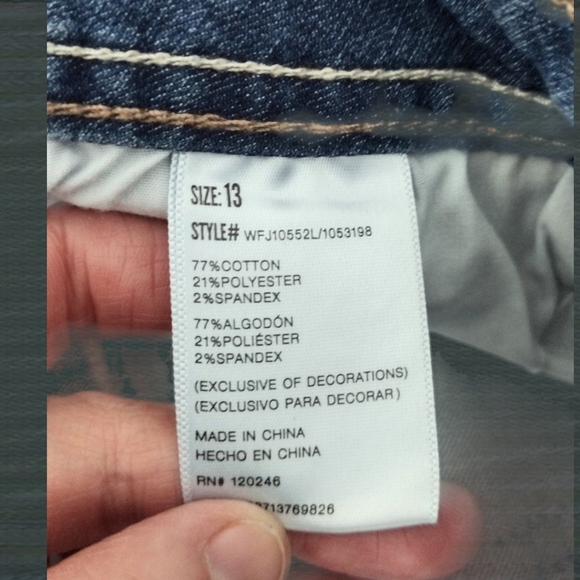 SIZE: 13
STYLE# WFJ10552L/1053198
77%COTTON
21%POLYESTER
2%SPANDEX
77%ALGODÓN
21%POLIÉSTER
2%SPANDEX
(EXCLUSIVE OF DECORATIONS)
(EXCLUSIVO PARA DECORAR)
MADE IN CHINA
HECHO EN CHINA
RN# 120246